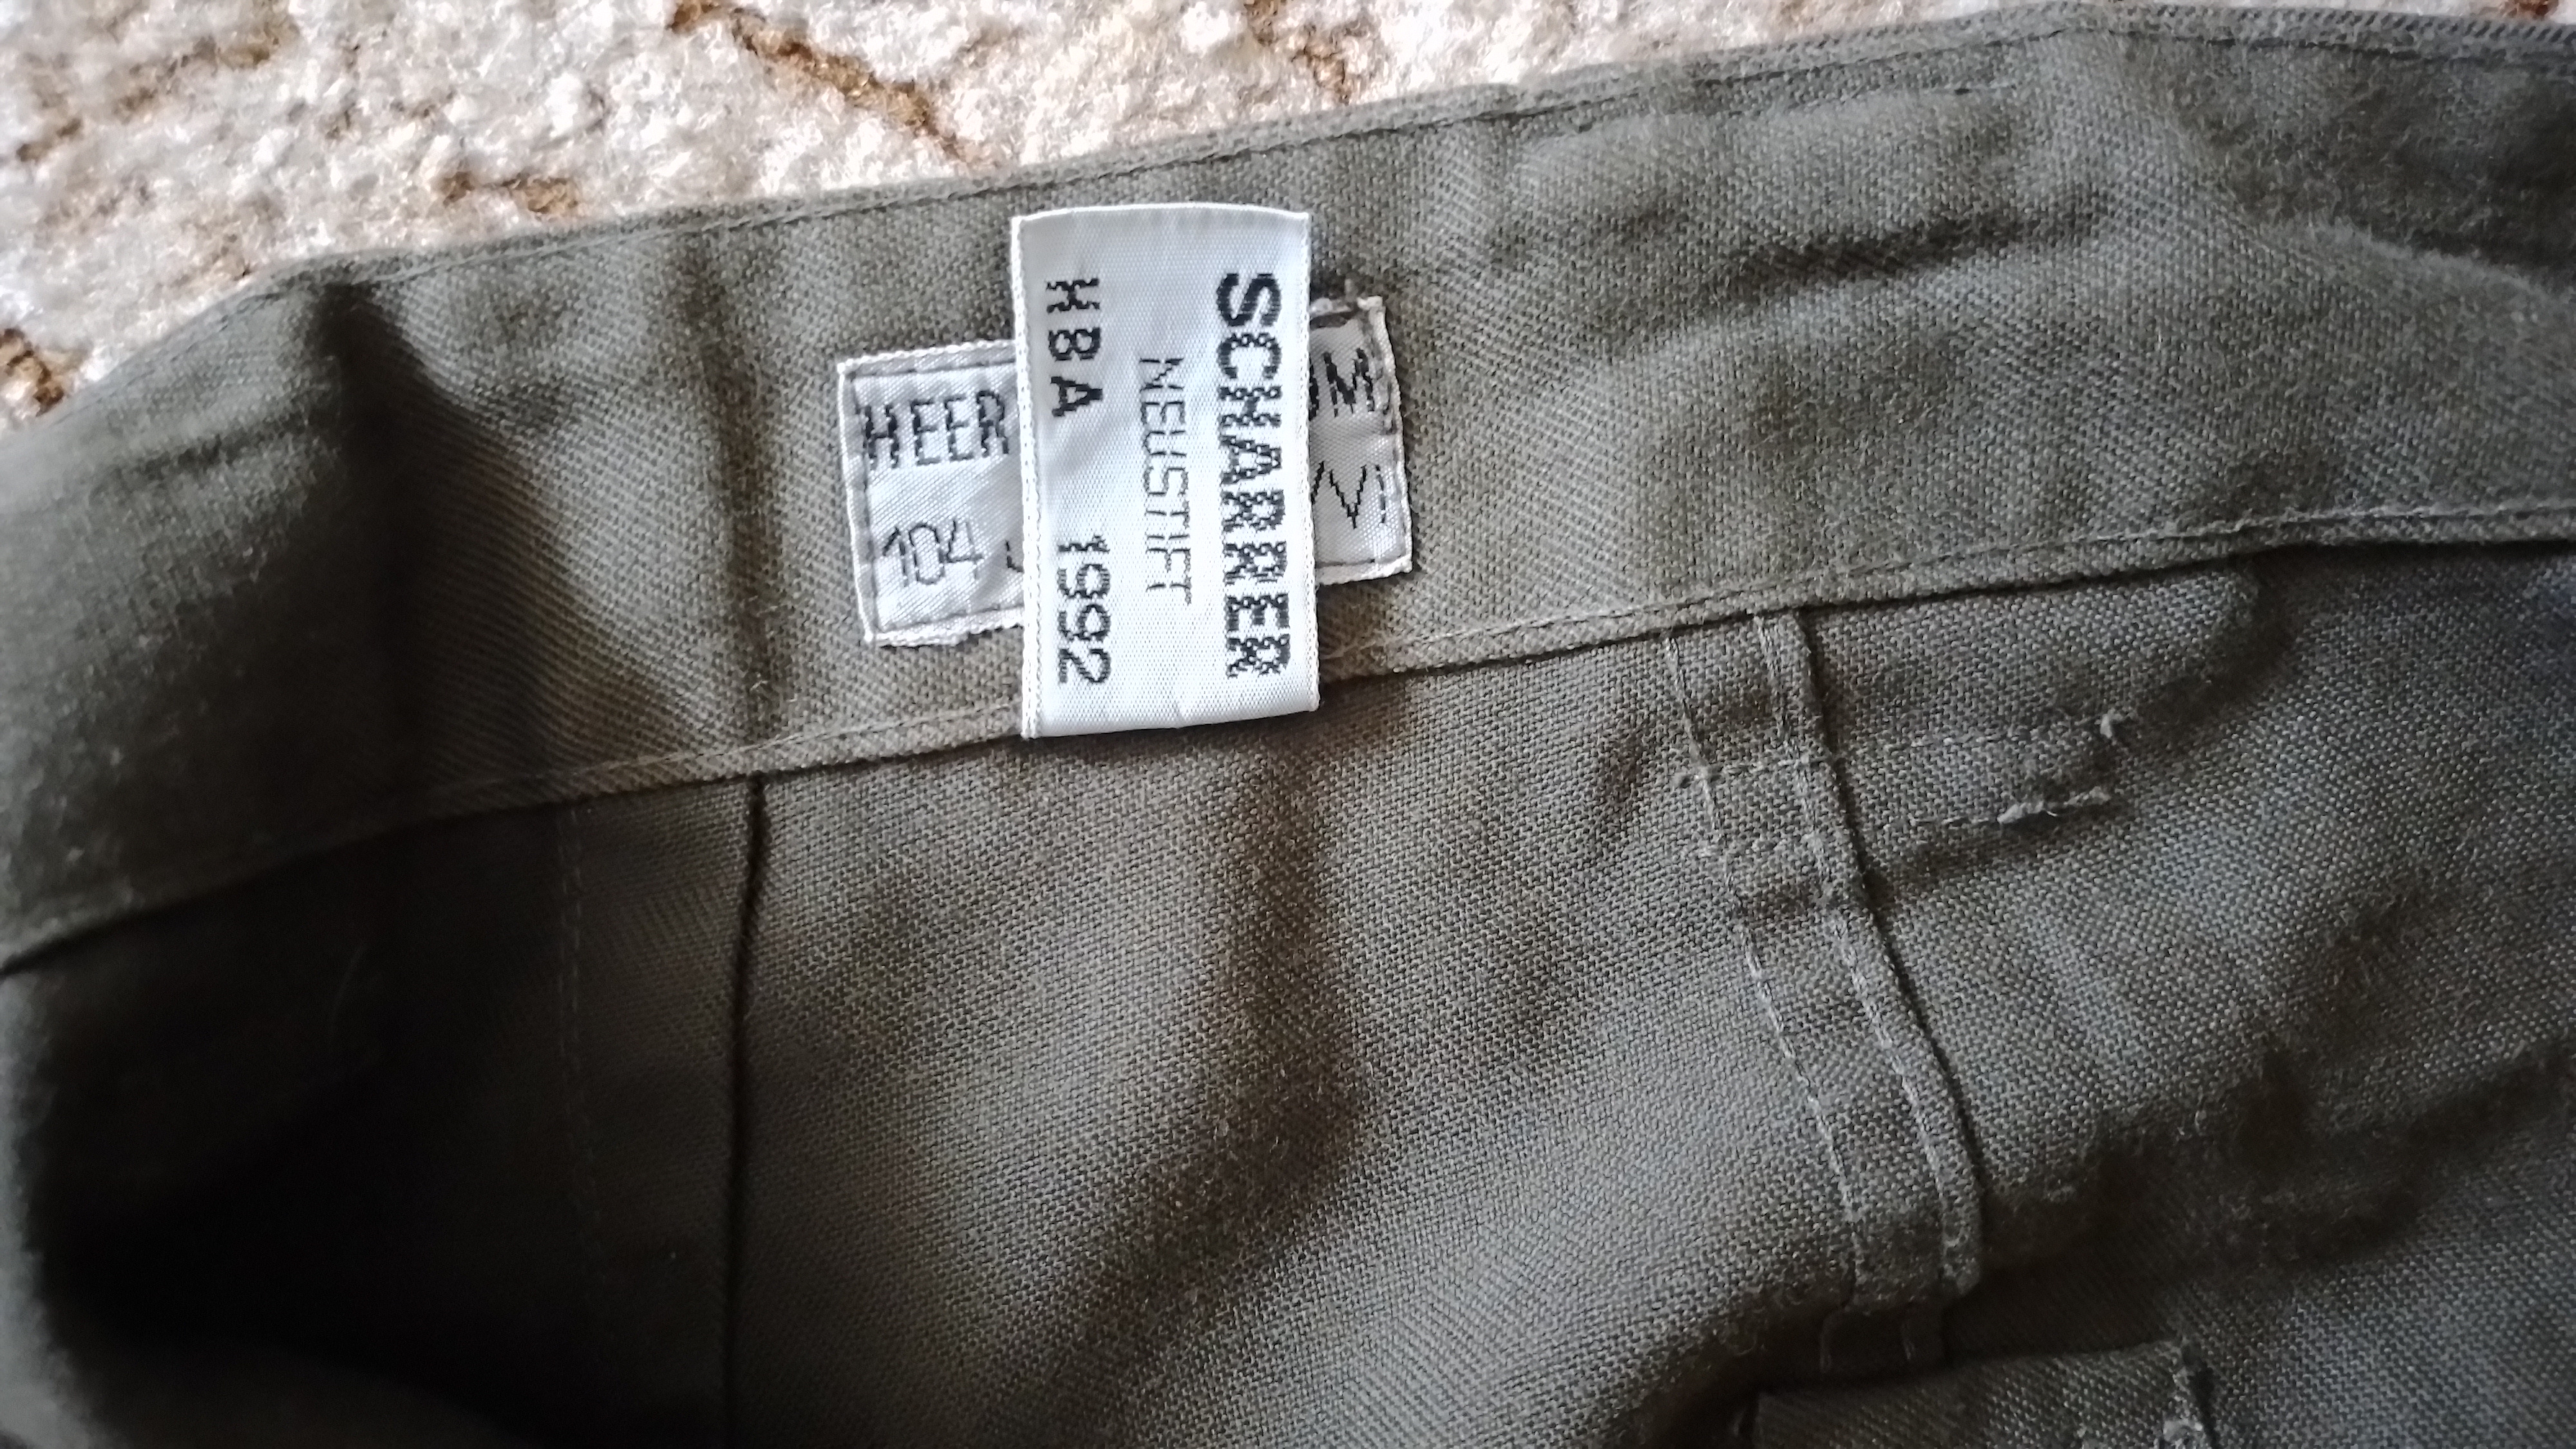 SCHARRER
NEUSTIFT
HBA 1992
HEER
104